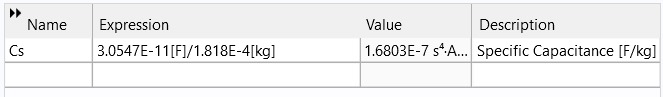 Name Expression Value Description
Cs 3.0547E-11[F]/1.818E-4[kg] 1.6803E-7 s⁴·A... Specific Capacitance [F/kg]